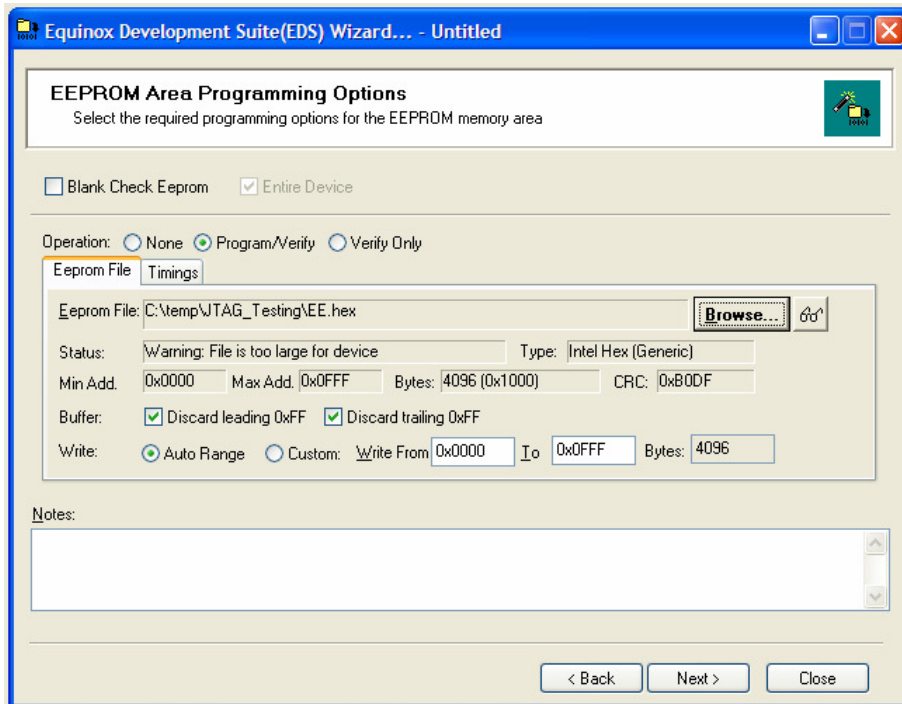 Equinox Development Suite(EDS) Wizard... - Untitled
EEPROM Area Programming Options
Select the required programming options for the EEPROM memory area
Blank Check Eeprom Entire Device
Operation: None Program/Verify Verify Only
Eeprom File Timings
Eeprom File: C:\temp\JTAG_Testing\EE.hex Browse...
Status: Warning: File is too large for device Type: Intel Hex (Generic)
Min Add. 0x0000 Max Add. 0x0FFF Bytes: 4096 (0x1000) CRC: 0xB0DF
Buffer: Discard leading 0xFF Discard trailing 0xFF
Write: Auto Range Custom: Write From 0x0000 To 0x0FFF Bytes: 4096
Notes:
< Back Next > Close